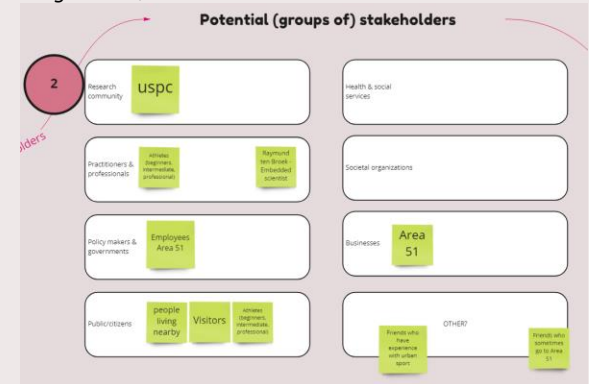 Potential (groups of) stakeholders
2
olders
Research
community
uspc
Health & social
services
Practitioners &
professionals
Athletes
(beginners,
intermediate,
professional)
Raymond
ten Broek -
Embedded
scientist
Societal organizations
Policy makers &
governments
Employees
Area 51
Businesses
Area
51
Public/citizens
people
living
nearby
Visitors
Athletes
(beginners,
intermediate,
professional)
OTHER?
Friends who
have
experience
with urban
sport
Friends who
sometimes
go to Area
51